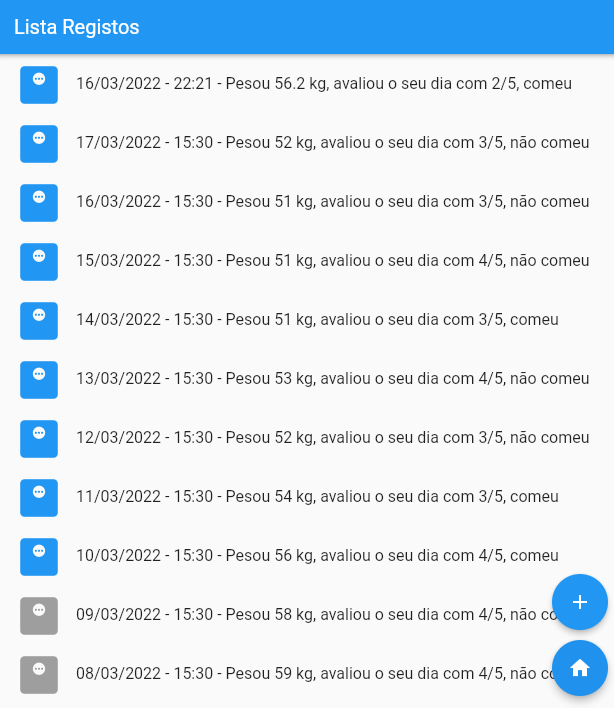 Lista Registos
16/03/2022 - 22:21 - Pesou 56.2 kg, avaliou o seu dia com 2/5, comeu
17/03/2022 - 15:30 - Pesou 52 kg, avaliou o seu dia com 3/5, não comeu
16/03/2022 - 15:30 - Pesou 51 kg, avaliou o seu dia com 3/5, não comeu
15/03/2022 - 15:30 - Pesou 51 kg, avaliou o seu dia com 4/5, não comeu
14/03/2022 - 15:30 - Pesou 51 kg, avaliou o seu dia com 3/5, comeu
13/03/2022 - 15:30 - Pesou 53 kg, avaliou o seu dia com 4/5, não comeu
12/03/2022 - 15:30 - Pesou 52 kg, avaliou o seu dia com 3/5, não comeu
11/03/2022 - 15:30 - Pesou 54 kg, avaliou o seu dia com 3/5, comeu
10/03/2022 - 15:30 - Pesou 56 kg, avaliou o seu dia com 4/5, comeu
09/03/2022 - 15:30 - Pesou 58 kg, avaliou o seu dia com 4/5, não
08/03/2022 - 15:30 - Pesou 59 kg, avaliou o seu dia com 4/5, não